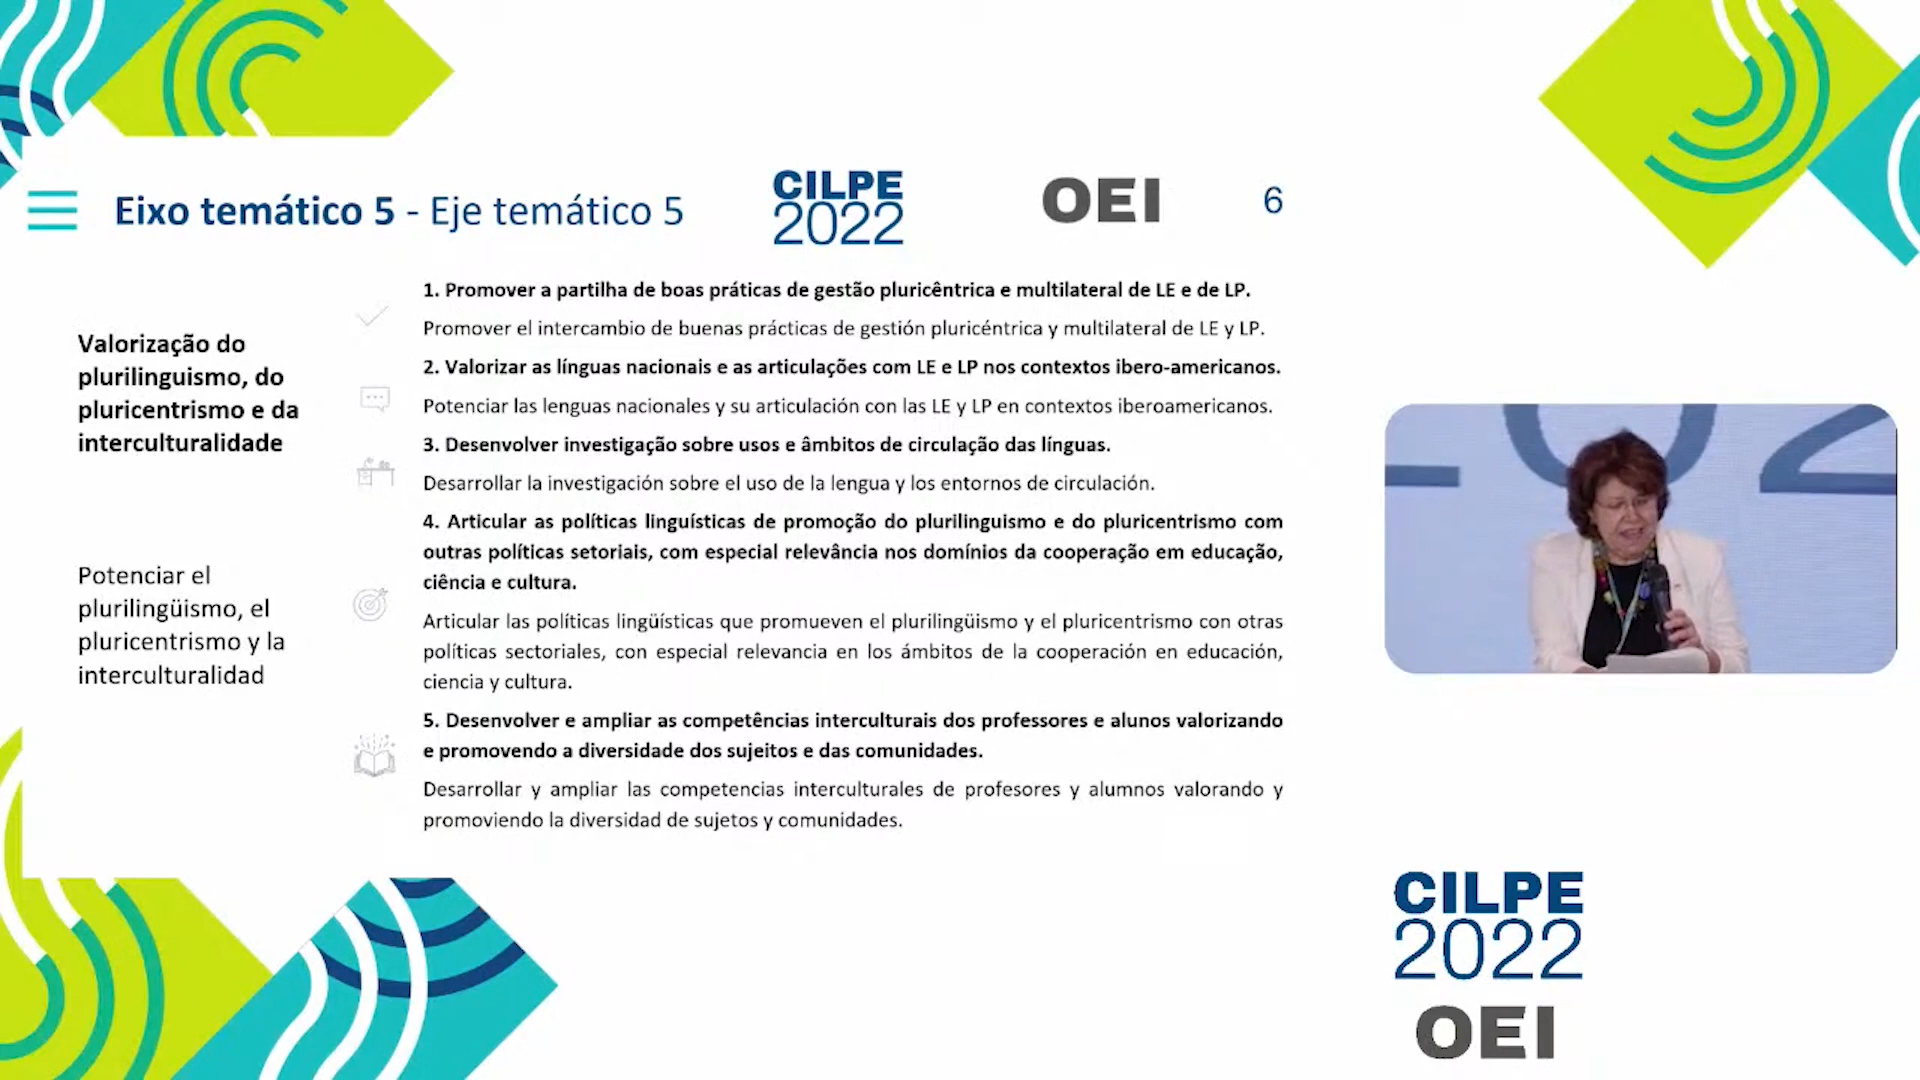 Eixo temático 5 - Eje temático 5
CILPE
2022
OEI
6
Valorização do
plurilinguismo, do
pluricentrismo e da
interculturalidade
Potenciar el
plurilingüismo, el
pluricentrismo y la
interculturalidad
1. Promover a partilha de boas práticas de gestão pluricêntrica e multilateral de LE e de LP.
Promover el intercambio de buenas prácticas de gestión pluricéntrica y multilateral de LE y LP.
2. Valorizar as línguas nacionais e as articulações com LE e LP nos contextos ibero-americanos.
Potenciar las lenguas nacionales y su articulación con las LE y LP en contextos iberoamericanos.
3. Desenvolver investigação sobre usos e âmbitos de circulação das línguas.
Desarrollar la investigación sobre el uso de la lengua y los entornos de circulación.
4. Articular as políticas linguísticas de promoção do plurilinguismo e do pluricentrismo com
outras políticas setoriais, com especial relevância nos domínios da cooperação em educação,
ciência e cultura.
Articular las políticas lingüísticas que promueven el plurilingüismo y el pluricentrismo con otras
políticas sectoriales, con especial relevancia en los ámbitos de la cooperación en educación,
ciencia y cultura.
5. Desenvolver e ampliar as competências interculturais dos professores e alunos valorizando
e promovendo a diversidade dos sujeitos e das comunidades.
Desarrollar y ampliar las competencias interculturales de profesores y alumnos valorando y
promoviendo la diversidad de sujetos y comunidades.
CILPE
2022
OEI